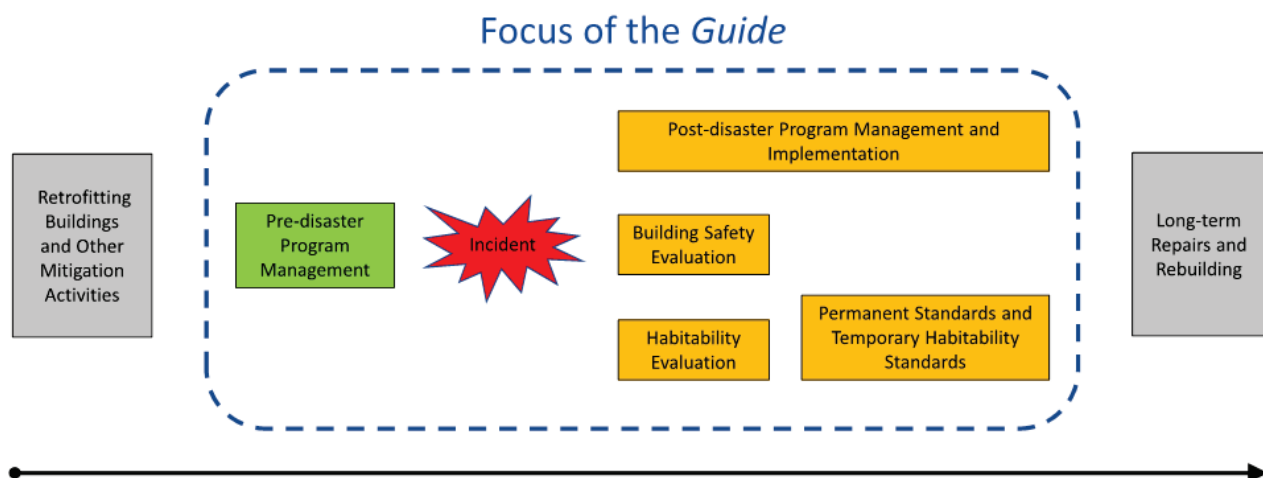 Focus of the Guide
Retrofitting
Buildings
and Other
Mitigation
Activities
Pre-disaster
Program
Management
Incident
Post-disaster Program Management and
Implementation
Building Safety
Evaluation
Habitability
Evaluation
Permanent Standards and
Temporary Habitability
Standards
Long-term
Repairs and
Rebuilding